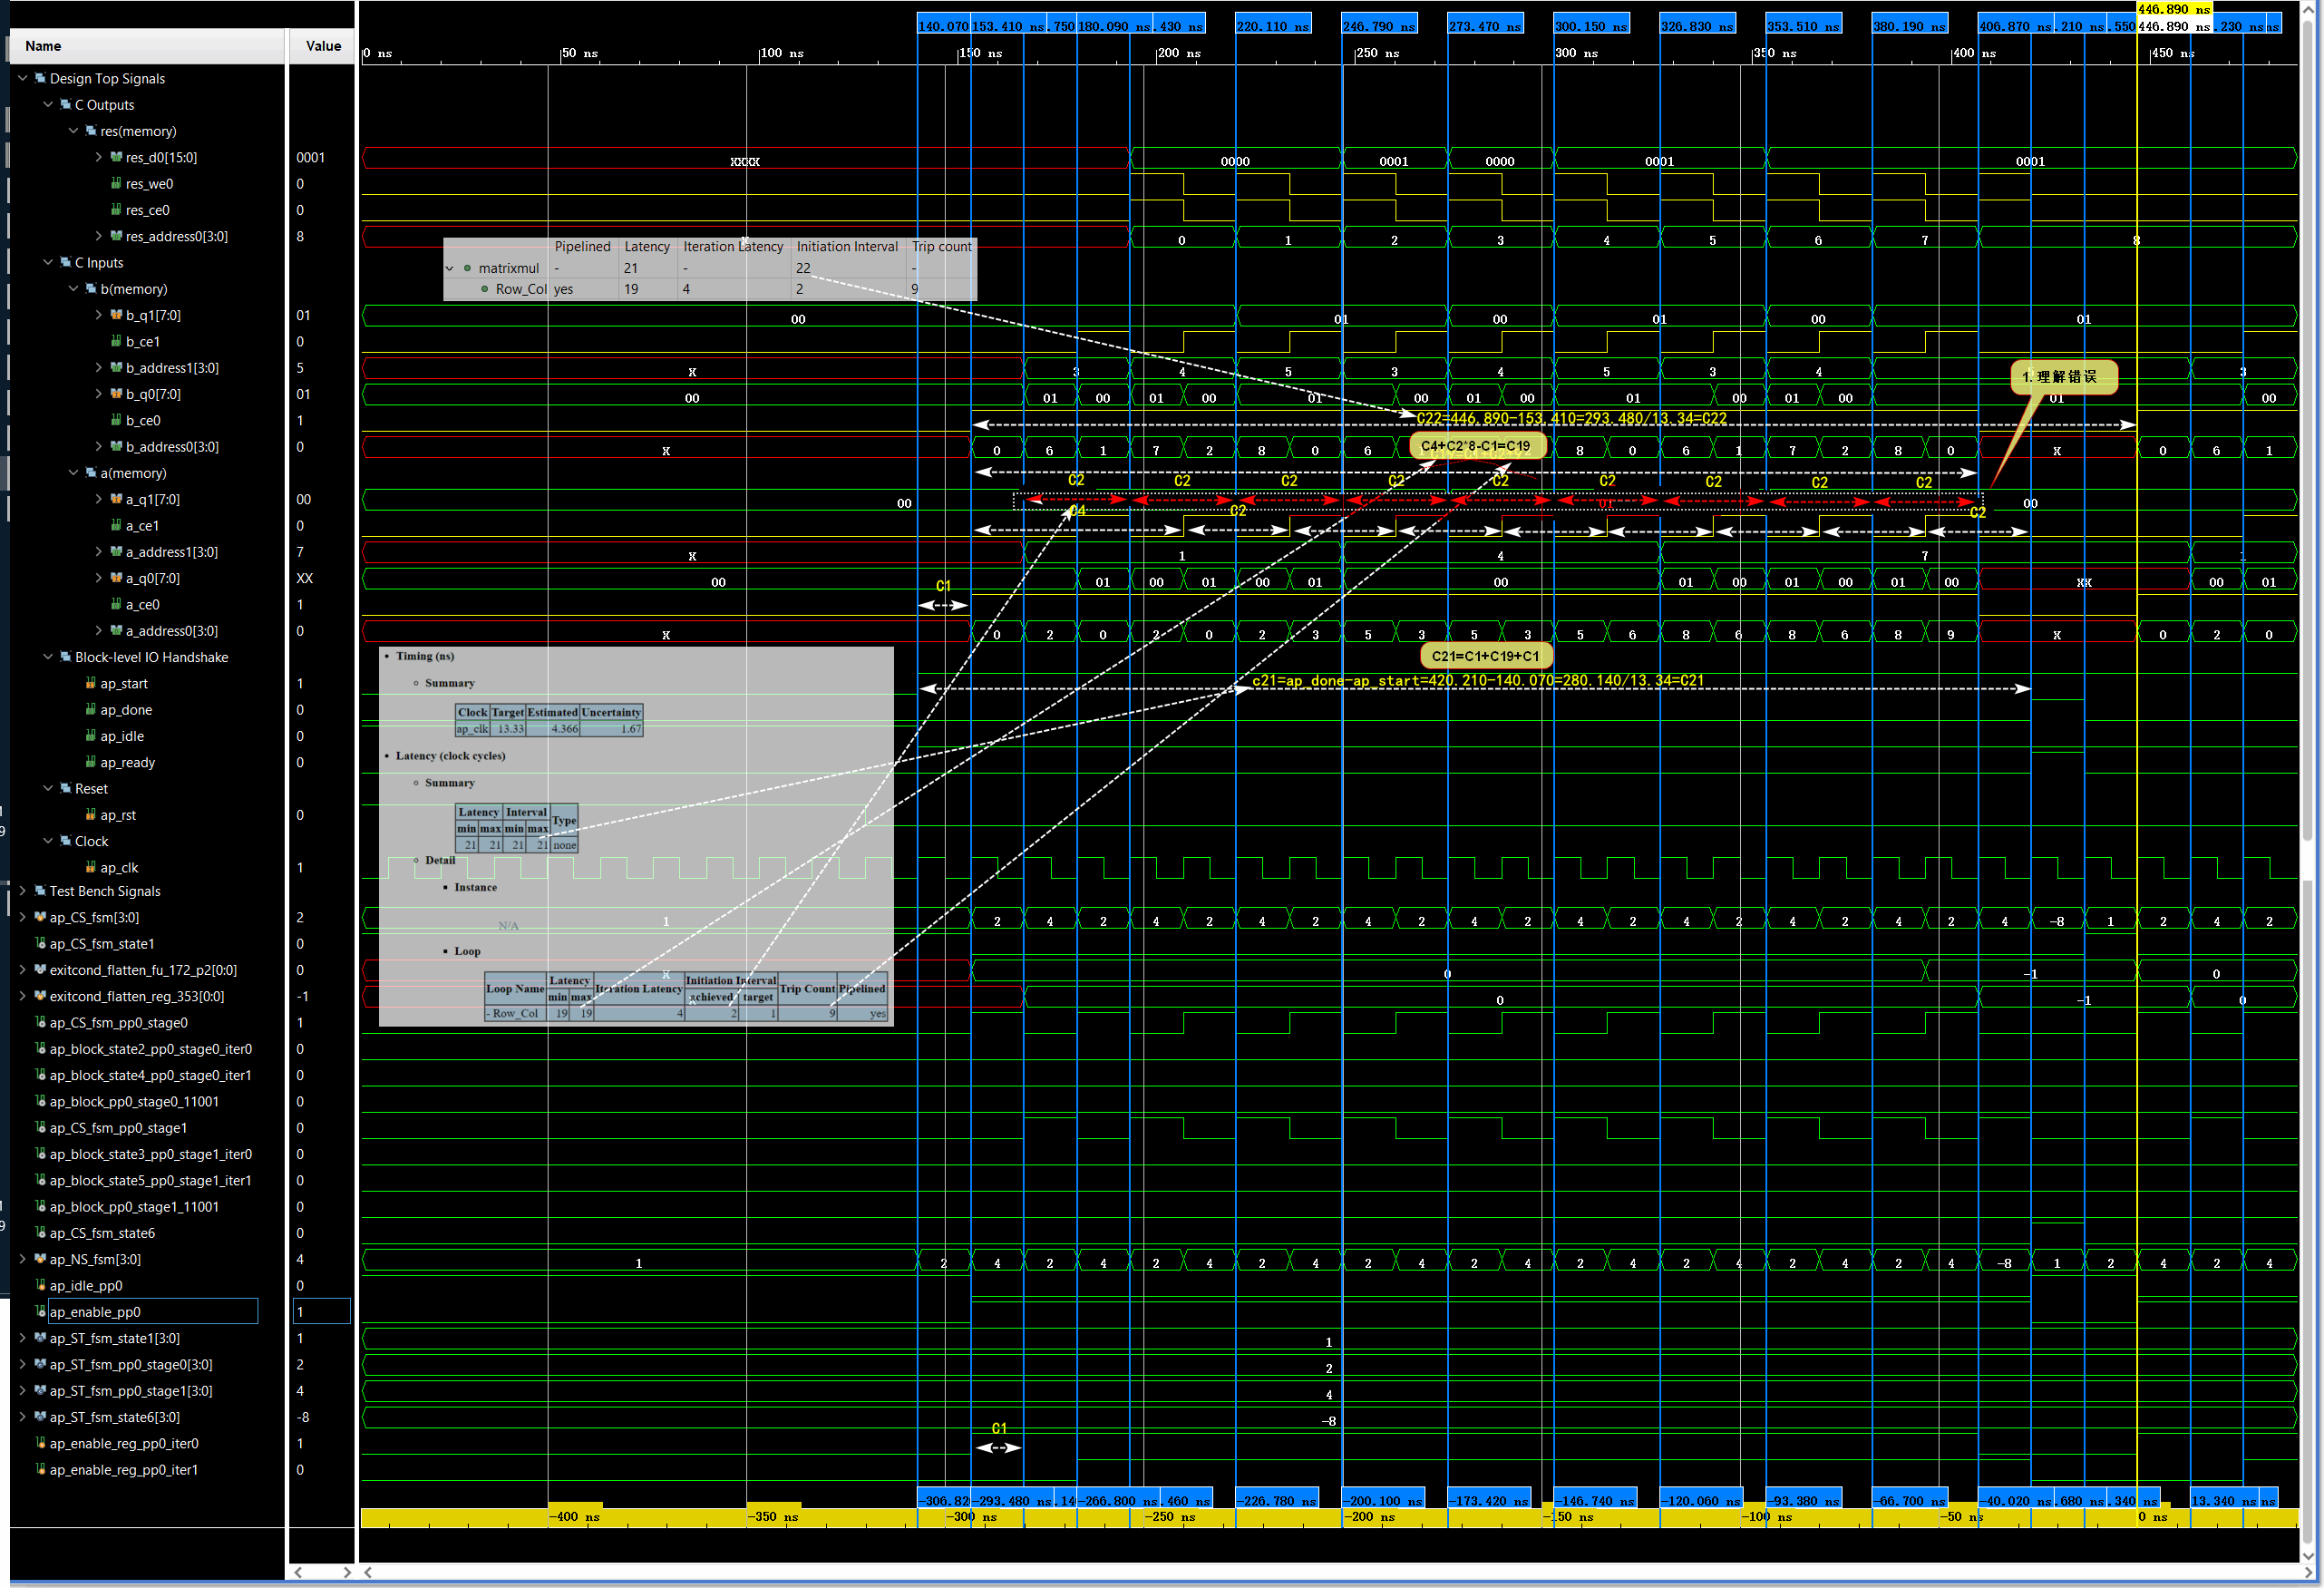 446.890 ns
140.070 153.410 .750 180.090 .430 ns 220.110 ns 246.790 ns 273.470 ns 300.150 ns 326.830 ns 353.510 ns 380.190 ns 406.870 .210 .550 446.890 ns .230 ns ns
Name Value 0 ns 50 ns 100 ns 150 ns 200 ns 250 ns 300 ns 350 ns 400 ns 450 ns
Design Top Signals
C Outputs
res(memory)
res_d0[15:0] 0001 XXXX 0000 0001 0000 0001 0001
res_we0 0
res_ce0 0
res_address0[3:0] 8 0 1 2 3 4 5 6 7 8
Pipelined Latency Iteration Latency Initiation Interval Trip count
matrixmul - 21 - 22 -
Row_Col yes 19 4 2 9
C Inputs
b(memory)
b_q1[7:0] 01 00 01 00 01 00 01
b_ce1 0
b_address1[3:0] 5 X 3 4 5 3 4 5 3 4 3
1.理解错误
b_q0[7:0] 01 00 01 00 01 00 01 00 01 00 01 00 01 00 01 00
b_ce0 1
C22=446.890-153.410=293.480/13.34=C22
b_address0[3:0] 0 X 0 6 1 7 2 8 0 6 8 0 6 1 7 2 8 0 X 0 6 1
C4+C2*8-C1=C19
a(memory)
C2 C2 C2 C2 C2 C2 C2 C2 C2
a_q1[7:0] 00 00 01 00
C4 C2 C2
a_ce1 0
a_address1[3:0] 7 X 1 4 7 1
a_q0[7:0] XX 00 01 00 01 00 01 00 01 00 01 00 01 00 XX 00 01
C1
a_ce0 1
a_address0[3:0] 0 X 0 2 0 2 0 2 3 5 3 5 3 5 6 8 6 8 6 8 9 X 0 2 0
Block-level IO Handshake
C21=C1+C19+C1
ap_start 1
c21=ap_done-ap_start=420.210-140.070=280.140/13.34=C21
ap_done 0
ap_idle 0
ap_ready 0
Reset
ap_rst 0
Clock
ap_clk 1
Timing (ns)
Summary
Clock Target Estimated Uncertainty
ap_clk 13.33 4.366 1.67
Latency (clock cycles)
Summary
Latency Interval Type
min max min max
21 21 21 21 none
Detail
Instance
N/A
Loop
Loop Name Latency Iteration Latency Initiation Interval Trip Count Pipelined
min max achieved target
- Row_Col 19 19 4 2 1 9 yes
Test Bench Signals
ap_CS_fsm[3:0] 2 1 2 4 2 4 2 4 2 4 2 4 2 4 2 4 2 4 2 4 2 4 2 4 -8 1 2 4 2
ap_CS_fsm_state1 0
exitcond_flatten_fu_172_p2[0:0] 0 X 0 -1 0
exitcond_flatten_reg_353[0:0] -1 0 -1 0
ap_CS_fsm_pp0_stage0 1
ap_block_state2_pp0_stage0_iter0 0
ap_block_state4_pp0_stage0_iter1 0
ap_block_pp0_stage0_11001 0
ap_CS_fsm_pp0_stage1 0
ap_block_state3_pp0_stage1_iter0 0
ap_block_state5_pp0_stage1_iter1 0
ap_block_pp0_stage1_11001 0
ap_CS_fsm_state6 0
ap_NS_fsm[3:0] 4 1 2 4 2 4 2 4 2 4 2 4 2 4 2 4 2 4 2 4 2 4 2 4 2 -8 1 2 4 2 4
ap_idle_pp0 0
ap_enable_pp0 1
ap_ST_fsm_state1[3:0] 1 1
ap_ST_fsm_pp0_stage0[3:0] 2 2
ap_ST_fsm_pp0_stage1[3:0] 4 4
ap_ST_fsm_state6[3:0] -8 -8
C1
ap_enable_reg_pp0_iter0 1
ap_enable_reg_pp0_iter1 0
-306.82 -293.480 ns .14 -266.800 ns .460 ns -226.780 ns -200.100 ns -173.420 ns -146.740 ns -120.060 ns -93.380 ns -66.700 ns -40.020 ns .680 ns .340 ns 13.340 ns ns
-400 ns -350 ns -300 ns -250 ns -200 ns -150 ns -100 ns -50 ns 0 ns